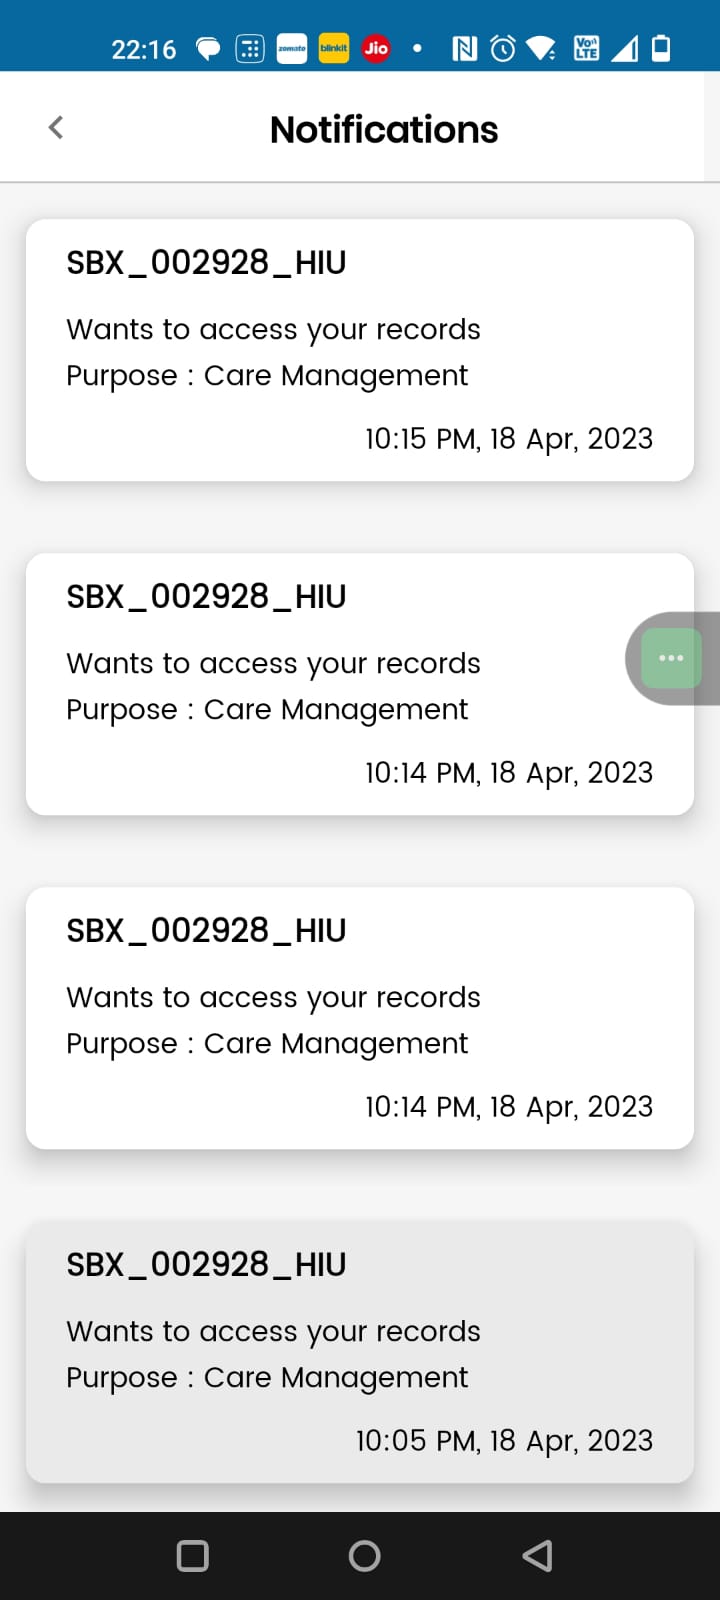 22:16 zomato blinkit Jio VoD LTE
Notifications
SBX_002928_HIU
Wants to access your records
Purpose : Care Management
10:15 PM, 18 Apr, 2023
SBX_002928_HIU
Wants to access your records
Purpose : Care Management
10:14 PM, 18 Apr, 2023
SBX_002928_HIU
Wants to access your records
Purpose : Care Management
10:14 PM, 18 Apr, 2023
SBX_002928_HIU
Wants to access your records
Purpose : Care Management
10:05 PM, 18 Apr, 2023